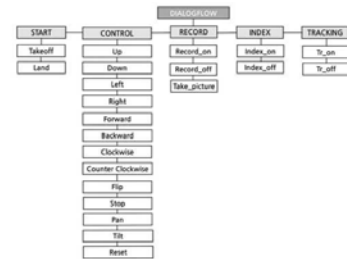 DIALOGFLOW
START
Takeoff
Land
CONTROL
Up
Down
Left
Right
Forward
Backward
Clockwise
Counter Clockwise
Flip
Stop
Pan
Tilt
Reset
RECORD
Record_on
Record_off
Take_picture
INDEX
Index_on
Index_off
TRACKING
Tr_on
Tr_off